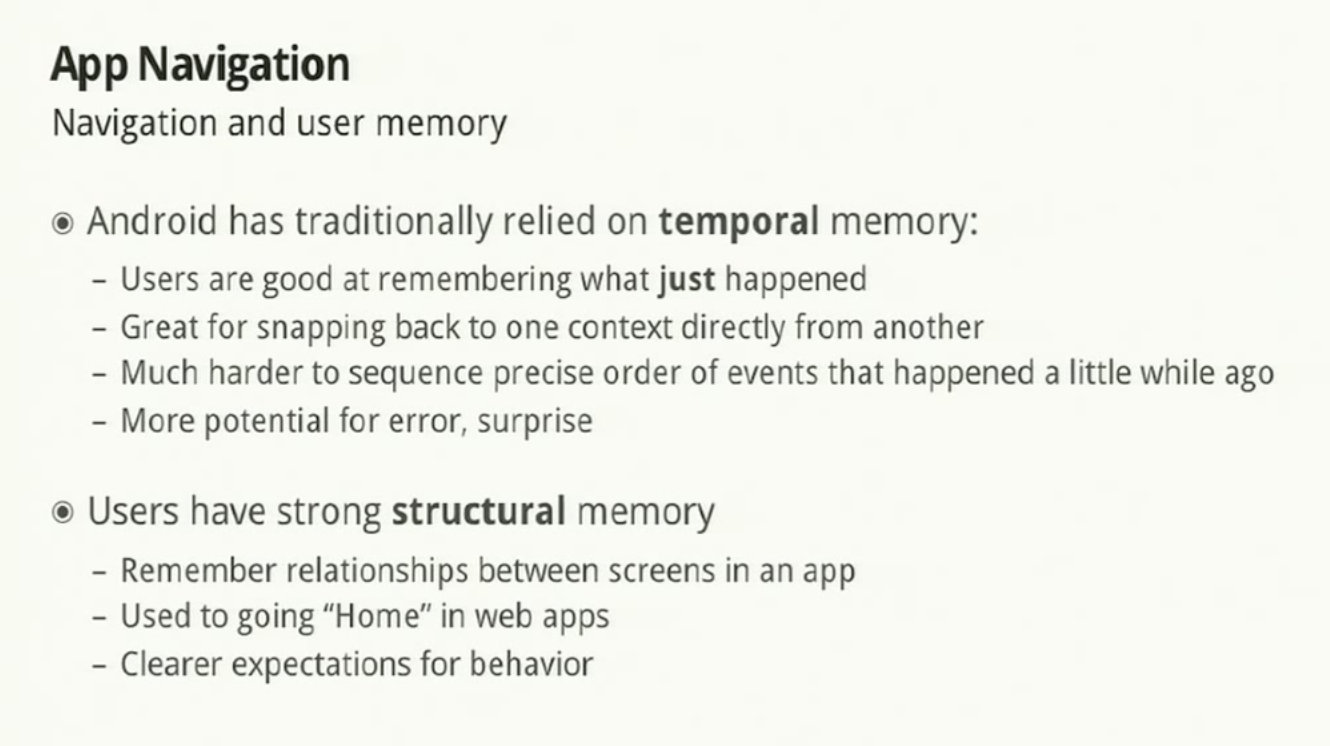 App Navigation
Navigation and user memory
◉ Android has traditionally relied on temporal memory:
– Users are good at remembering what just happened
– Great for snapping back to one context directly from another
– Much harder to sequence precise order of events that happened a little while ago
– More potential for error, surprise
◉ Users have strong structural memory
– Remember relationships between screens in an app
– Used to going “Home” in web apps
– Clearer expectations for behavior